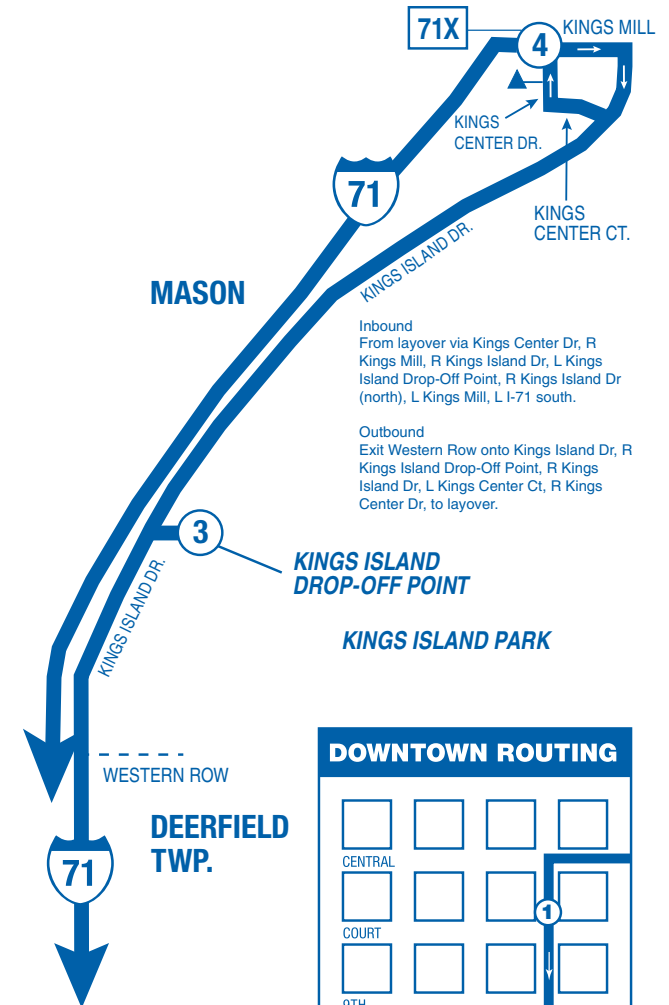 71X
4
KINGS MILL
KINGS
CENTER DR.
KINGS
CENTER CT.
71
KINGS ISLAND DR.
MASON
Inbound
From layover via Kings Center Dr, R
Kings Mill, R Kings Island Dr, L Kings
Island Drop-Off Point, R Kings Island Dr
(north), L Kings Mill, L I-71 south.
Outbound
Exit Western Row onto Kings Island Dr, R
Kings Island Drop-Off Point, R Kings
Island Dr, L Kings Center Ct, R Kings
Center Dr, to layover.
3
KINGS ISLAND
DROP-OFF POINT
KINGS ISLAND DR.
KINGS ISLAND PARK
WESTERN ROW
DEERFIELD
TWP.
71
DOWNTOWN ROUTING
CENTRAL
1
COURT
9TH